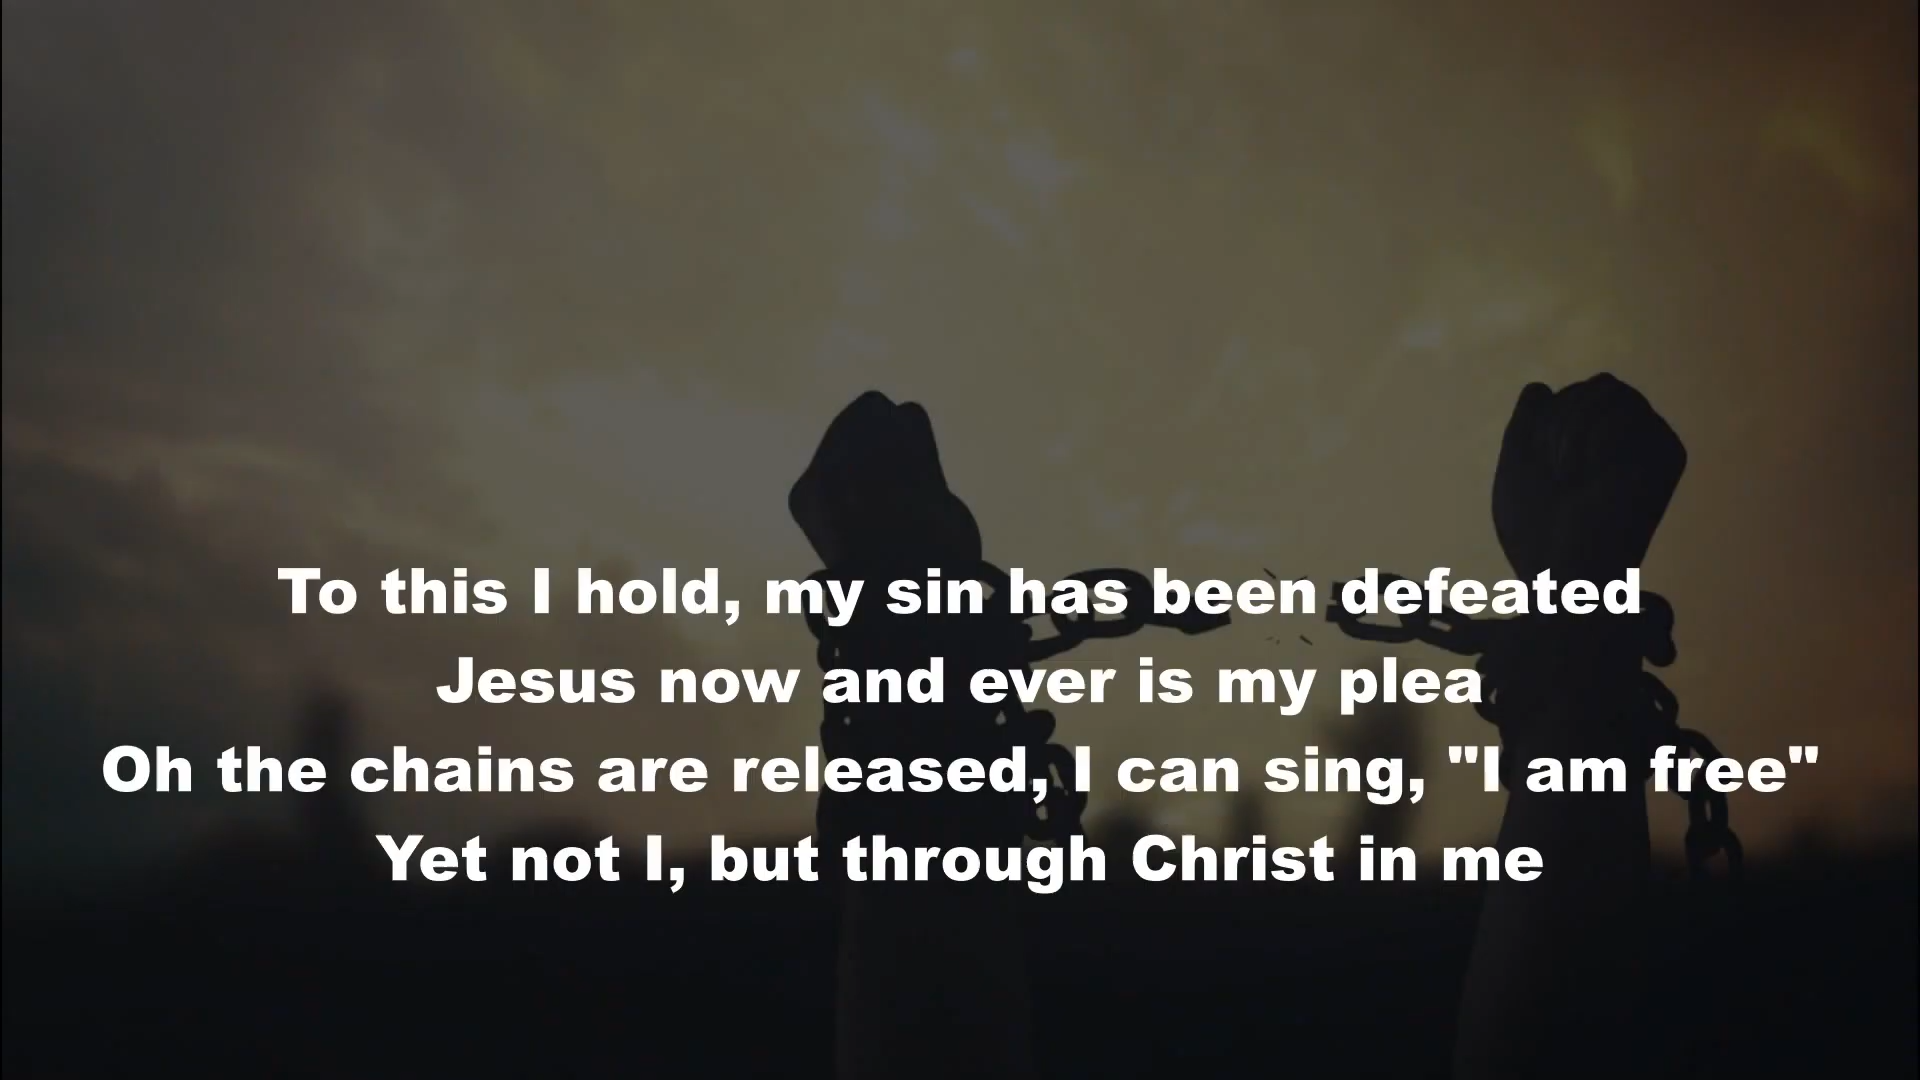 To this I hold, my sin has been defeated
Jesus now and ever is my plea
Oh the chains are released, I can sing, "I am free"
Yet not I, but through Christ in me